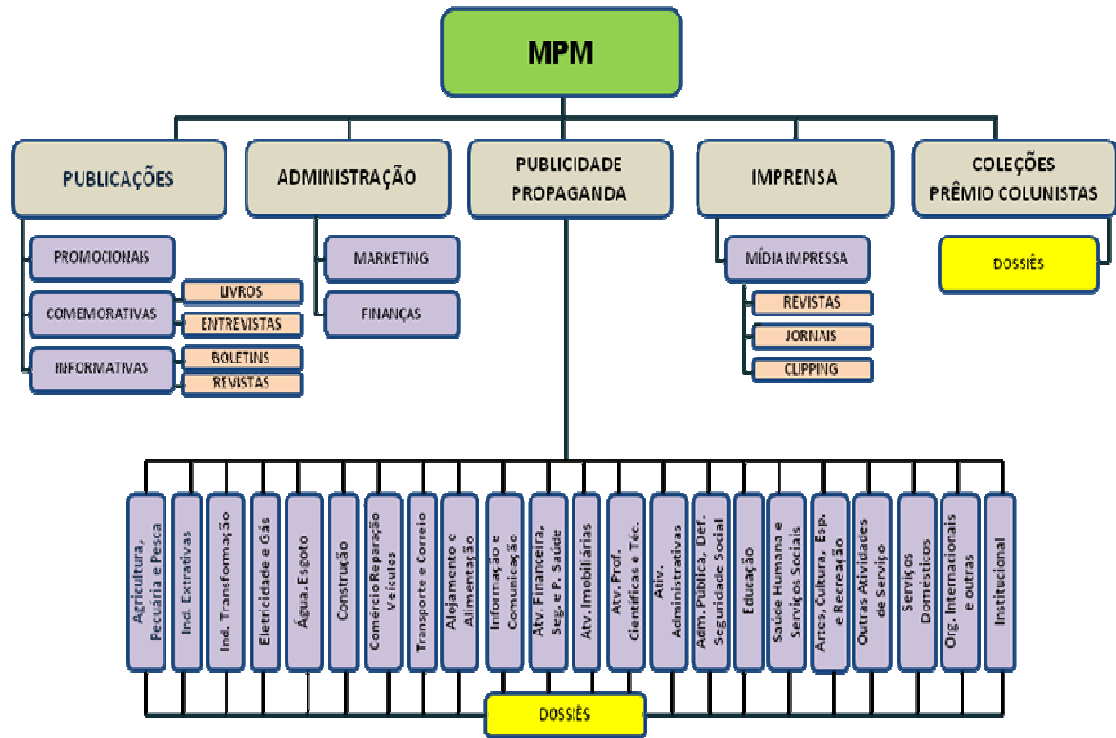 MPM
PUBLICAÇÕES
ADMINISTRAÇÃO
PUBLICIDADE
PROPAGANDA
IMPRENSA
COLEÇÕES
PRÊMIO COLUNISTAS
PROMOCIONAIS
COMEMORATIVAS
LIVROS
ENTREVISTAS
INFORMATIVAS
BOLETINS
REVISTAS
MARKETING
FINANÇAS
MÍDIA IMPRESSA
REVISTAS
JORNAIS
CLIPPING
DOSSIÊS
Agricultura,
Pecuária e Pesca
Ind. Extrativas
Ind. Transformação
Eletricidade e Gás
Água, Esgoto
Construção
Comércio Reparação
Veículos
Transporte e Correio
Alojamento e
Alimentação
Informação e
Comunicação
Atv. Financeira,
Seg. e P. Saúde
Atv. Imobiliárias
Atv. Prof.
Científicas e Téc.
Ativ.
Administrativas
Adm. Pública, Def.
Seguridade Social
Educação
Saúde Humana e
Serviços Sociais
Artes, Cultura, Esp.
e Recreação
Outras Atividades
de Serviço
Serviços
Domésticos
Org. Internacionais
e outras
Institucional
DOSSIÊS